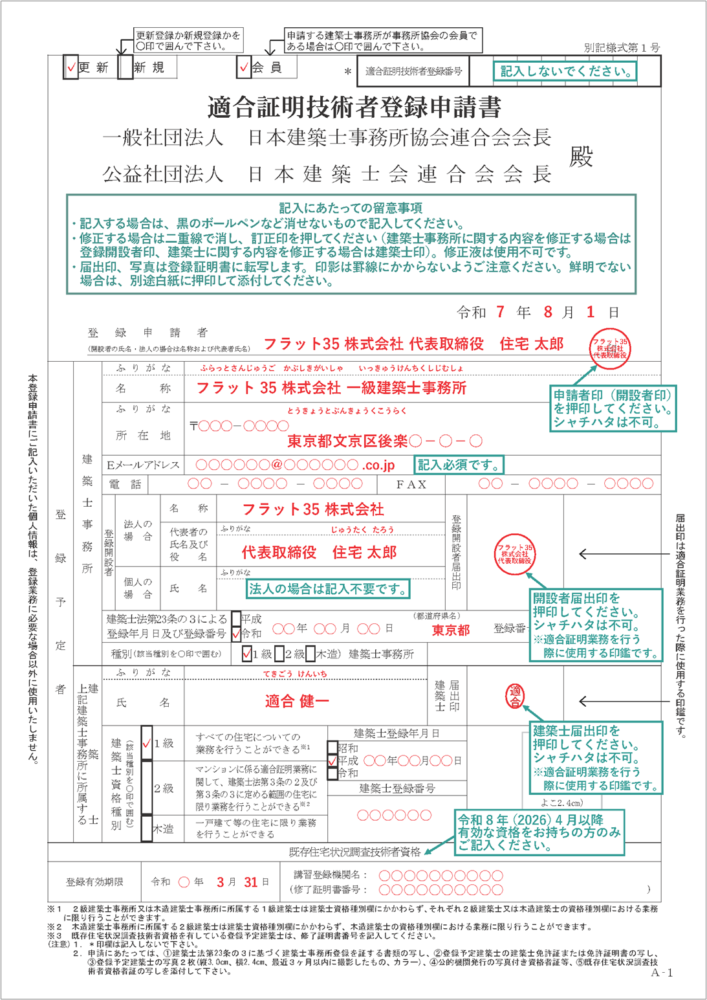 更新登録か新規登録かを
〇印で囲んで下さい。
申請する建築士事務所が事務所協会の会員で
ある場合は〇印で囲んで下さい。
別記様式第１号
✓更 新 新 規
✓会 員
＊
適合証明技術者登録番号
記入しないでください。
適合証明技術者登録申請書
一般社団法人　日本建築士事務所協会連合会会長
公益社団法人　日本建築士会連合会会長
殿
記入にあたっての留意事項
・記入する場合は、黒のボールペンなど消せないもので記入してください。
・修正する場合は二重線で消し、訂正印を押してください（建築士事務所に関する内容を修正する場合は
登録開設者印、建築士に関する内容を修正する場合は建築士印）。修正液は使用不可です。
・届出印、写真は登録証明書に転写します。印影は罫線にかからないようご注意ください。鮮明でない
場合は、別途白紙に押印して添付してください。
令和 7 年 8 月 1 日
登 録 申 請 者
(開設者の氏名・法人の場合は名称および代表者氏名)
フラット35 株式会社 代表取締役　住宅 太郎
フラット35
株式会社
代表取締役
申請者印（開設者印）
を押印してください。
シャチハタは不可。
本登録申請書にご記入いただいた個人情報は、登録業務に必要な場合以外に使用いたしません。
登録予定者
建築士事務所
ふりがな
ふらっとさんじゅうご　かぶしきがいしゃ　いっきゅうけんちくしじむしょ
名　称
フラット 35 株式会社 一級建築士事務所
ふりがな
とうきょうとぶんきょうくこうらく
所在地
〒〇〇〇－〇〇〇〇
東京都文京区後楽〇－〇－〇
Eメールアドレス
〇〇〇〇〇〇@〇〇〇〇〇〇.co.jp
記入必須です。
電 話
〇〇 － 〇〇〇〇 － 〇〇〇〇
FAX
〇〇 － 〇〇〇〇 － 〇〇〇〇
登録開設者
法人の
場　合
名　称
フラット35 株式会社
代表者の
氏名及び
役　名
ふりがな
じゅうたく たろう
代表取締役　住宅 太郎
個人の
場　合
氏　名
ふりがな
法人の場合は記入不要です。
登録開設者届出印
フラット35
株式会社
代表取締役
開設者届出印を
押印してください。
シャチハタは不可。
※適合証明業務を行う
際に使用する印鑑です。
届出印は適合証明業務を行った際に使用する印鑑です。
建築士法第23条の３による
登録年月日及び登録番号
平成
✓令和
〇〇年 〇〇 月 〇〇 日
(都道府県名)
東京都
登録番
種別(該当種別を〇印で囲む)
✓１級 ２級 木造）建築士事務所
建築士
上記建築士事務所に所属する
ふりがな
てきごう けんいち
氏　名
適合 健一
建築士
届出印
適合
建築士届出印を
押印してください。
シャチハタは不可。
※適合証明業務を行う
際に使用する印鑑です。
よこ2.4cm)
建築士資格種別
(該当種別を〇印で囲む)
✓１級
すべての住宅についての
業務を行うことができる※1
２級
マンションに係る適合証明業務に
関して、建築士法第３条の２及び
第３条の３に定める範囲の住宅に
限り業務を行うことができる※2
木造
一戸建て等の住宅に限り業務
を行うことができる
建築士登録年月日
昭和
✓平成 〇〇年〇〇月〇〇日
令和
建築士登録番号
〇〇〇〇〇〇
令和８年（2026）４月以降
有効な資格をお持ちの方のみ
ご記入ください。
既存住宅状況調査技術者資格
登録有効期限
令和 〇 年 3 月 31 日
講習登録機関名： 〇〇〇〇〇〇〇〇〇〇
(修了証明書番号： 〇〇〇〇〇〇〇〇〇〇 )
※１　２級建築士事務所又は木造建築士事務所に所属する１級建築士は建築士資格種別欄にかかわらず、それぞれ２級建築士又は木造建築士の資格種別欄における業務
に限り行うことができます。
※２　木造建築士事務所に所属する２級建築士は建築士資格種別欄にかかわらず、木造建築士の資格種別欄における業務に限り行うことができます。
※３　既存住宅状況調査技術者資格を有している登録予定建築士は、修了証明書番号を記入してください。
(注意) １．＊印欄は記入しないで下さい。
２．申請にあたっては、①建築士法第23条の３に基づく建築士事務所登録を証する書類の写し、②登録予定建築士の建築士免許証または免許証明書の写し、
③登録予定建築士の写真２枚(縦3.0cm、横2.4cm、最近３ヶ月以内に撮影したもの、カラー)、④公的機関発行の写真付き資格者証等、⑤既存住宅状況調査技
術者資格者証の写しを添付して下さい。
A-1